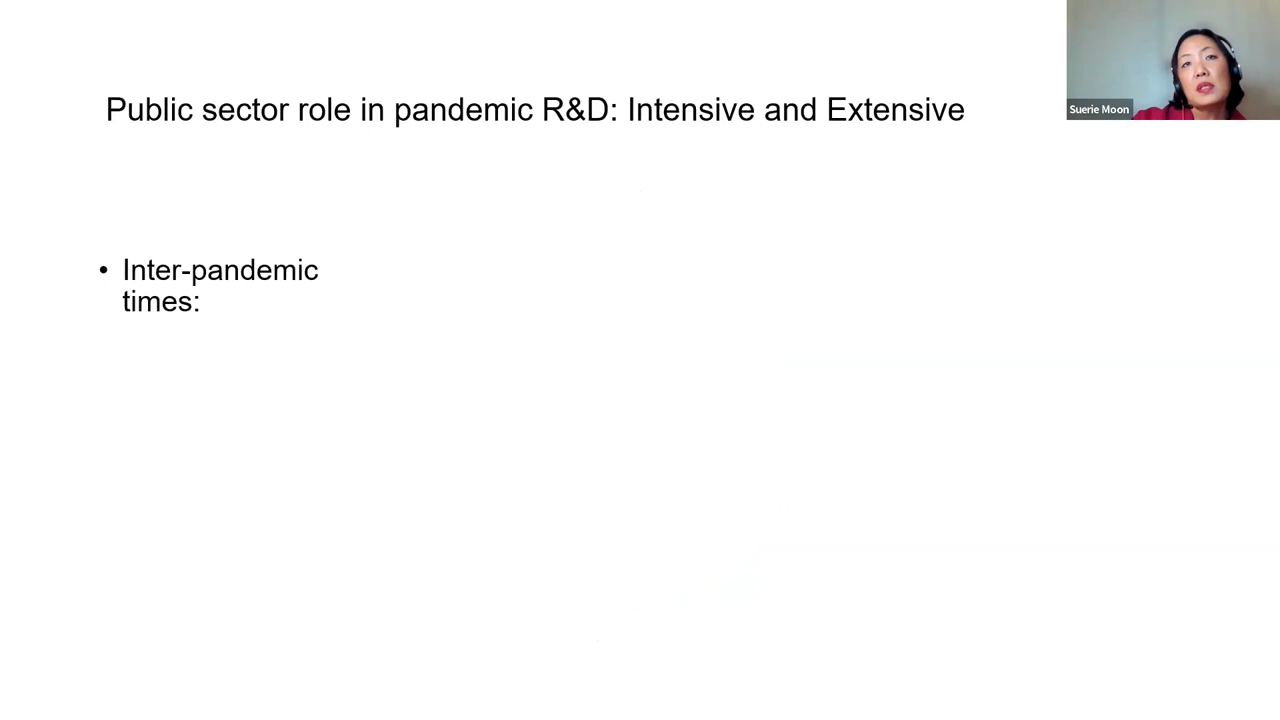 Public sector role in pandemic R&D: Intensive and Extensive
Suerie Moon
• Inter-pandemic
times: